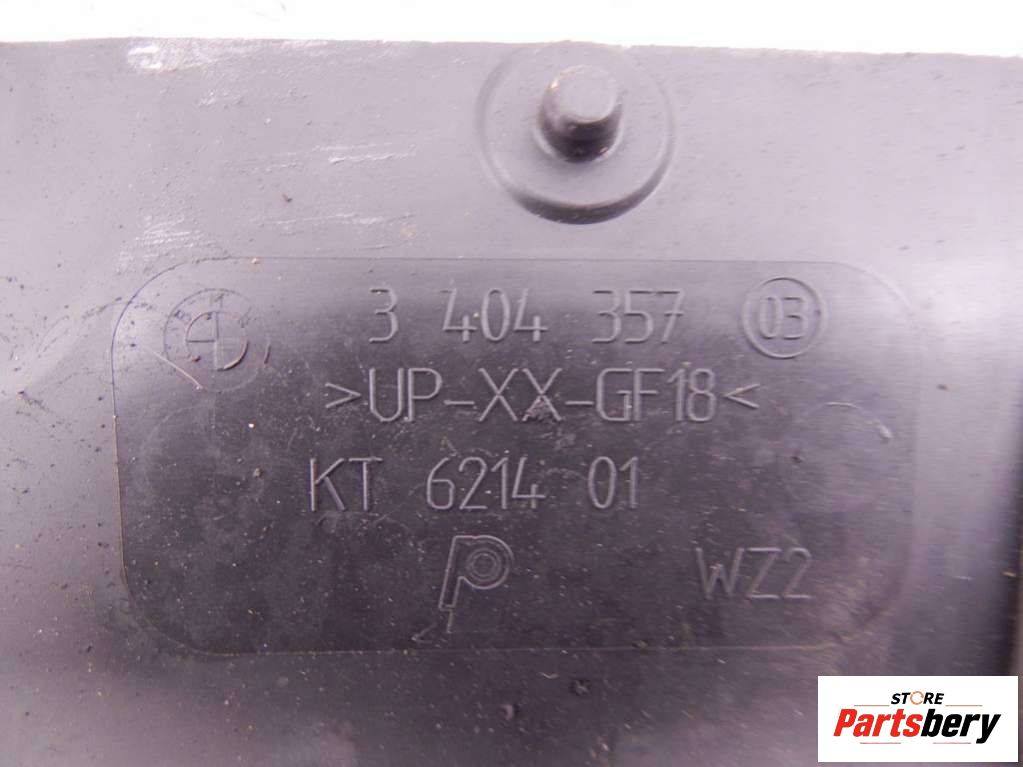 3 404 357 03
>UP-XX-GF18<
KT 6214 01
WZ2
STORE
Partsbery